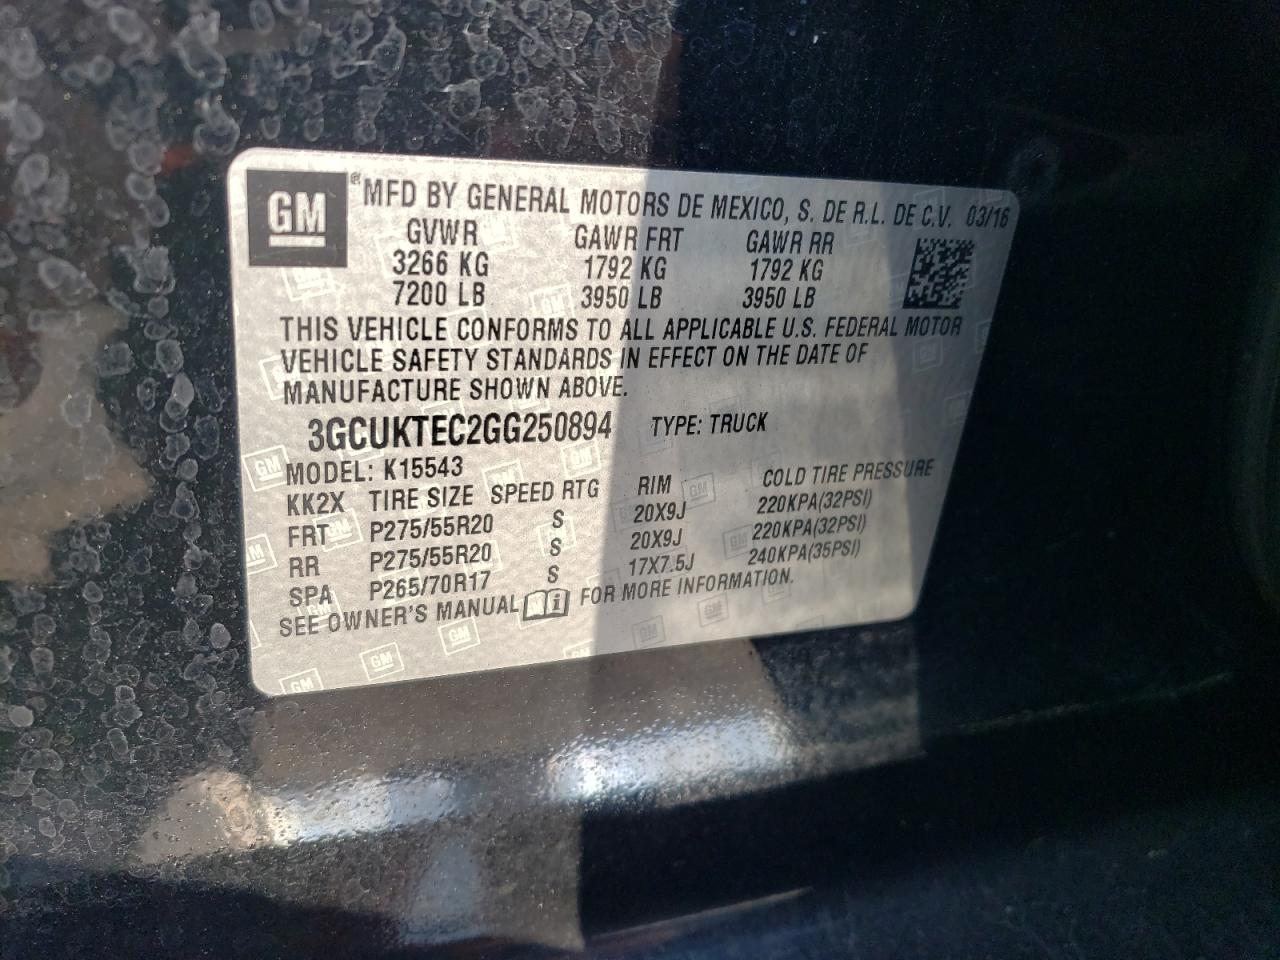 GM ® MFD BY GENERAL MOTORS DE MEXICO, S. DE R.L. DE C.V. 03/16
GVWR GAWR FRT GAWR RR
3266 KG 1792 KG 1792 KG
7200 LB 3950 LB 3950 LB
THIS VEHICLE CONFORMS TO ALL APPLICABLE U.S. FEDERAL MOTOR
VEHICLE SAFETY STANDARDS IN EFFECT ON THE DATE OF
MANUFACTURE SHOWN ABOVE.
3GCUKTEC2GG250894 TYPE: TRUCK
MODEL: K15543
KK2X TIRE SIZE SPEED RTG RIM COLD TIRE PRESSURE
FRT P275/55R20 S 20X9J 220KPA(32PSI)
RR P275/55R20 S 20X9J 220KPA(32PSI)
SPA P265/70R17 S 17X7.5J 240KPA(35PSI)
SEE OWNER'S MANUAL i FOR MORE INFORMATION.